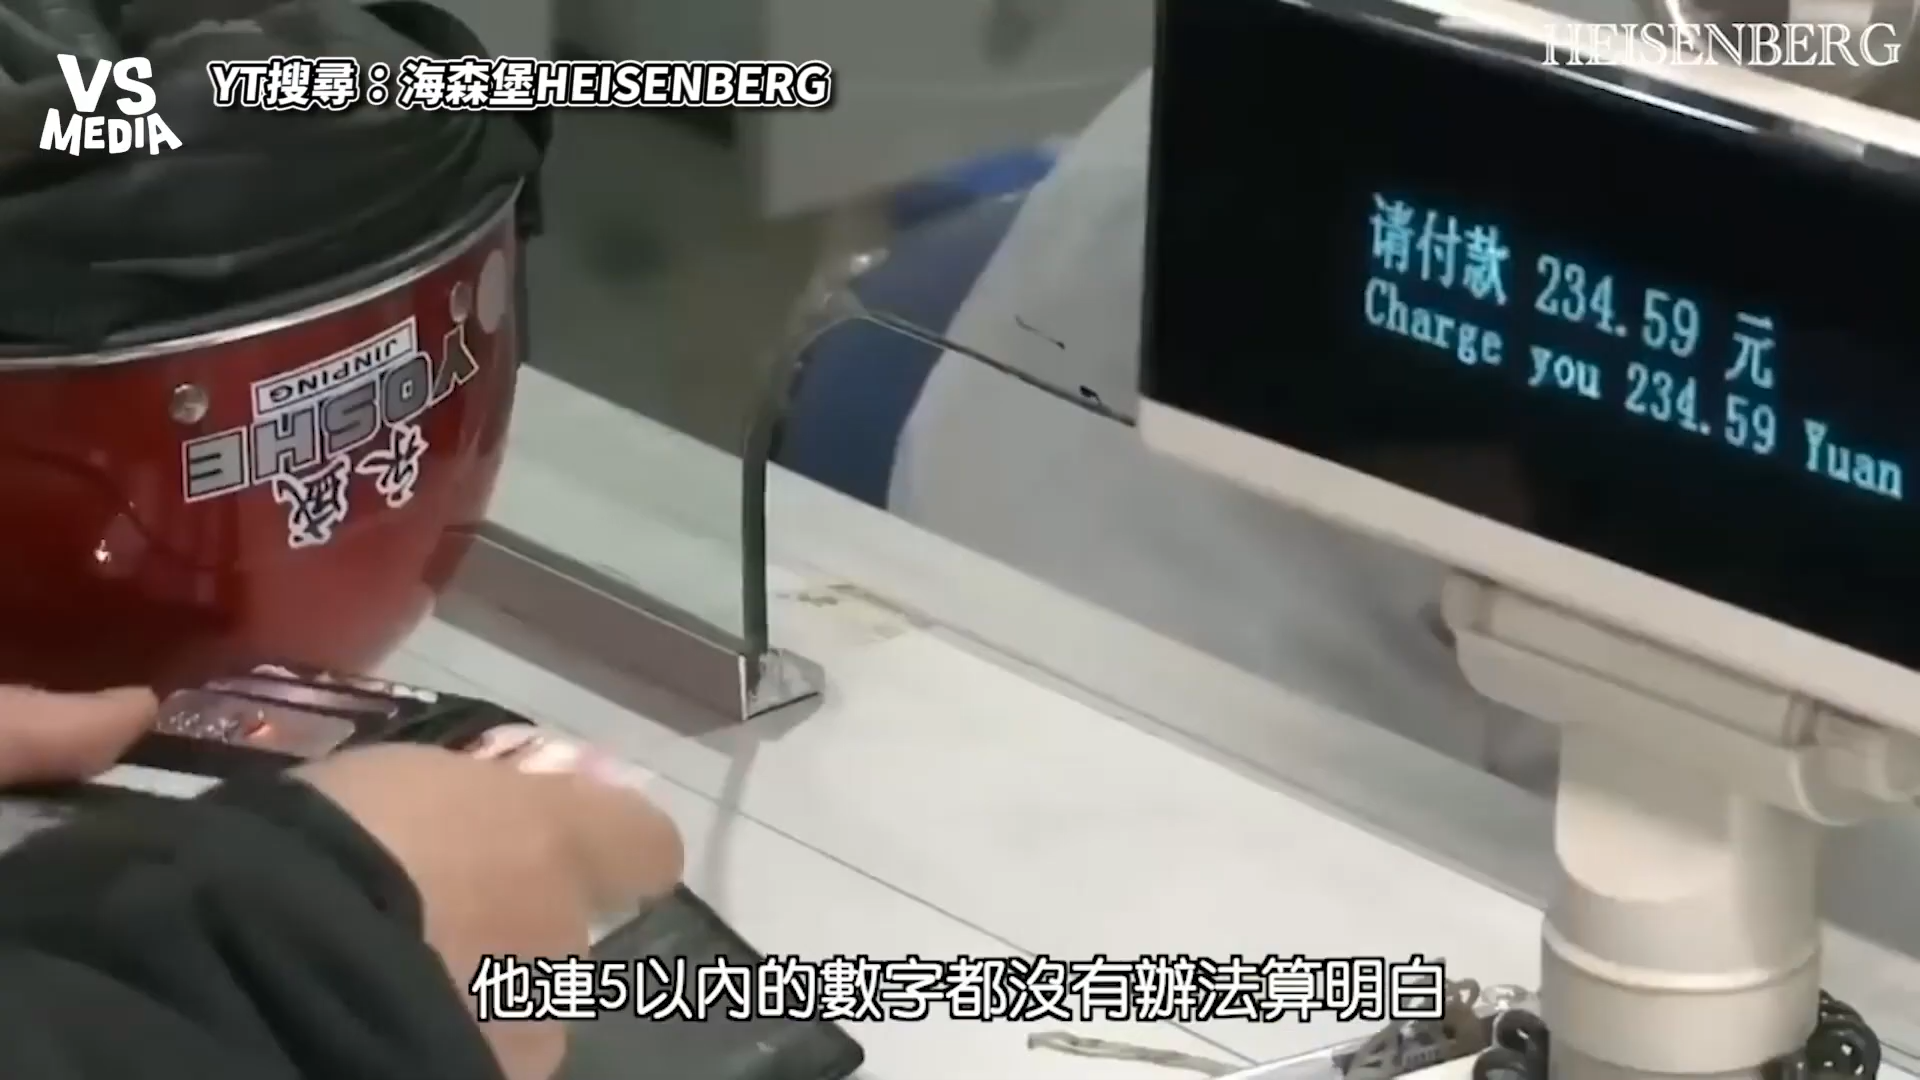 VS
MEDIA
YT搜尋：海森堡HEISENBERG
HEISENBERG
请付款 234.59 元
Charge you 234.59 Yuan
JINPING
YOSHE
永盛
他連5以內的數字都沒有辦法算明白